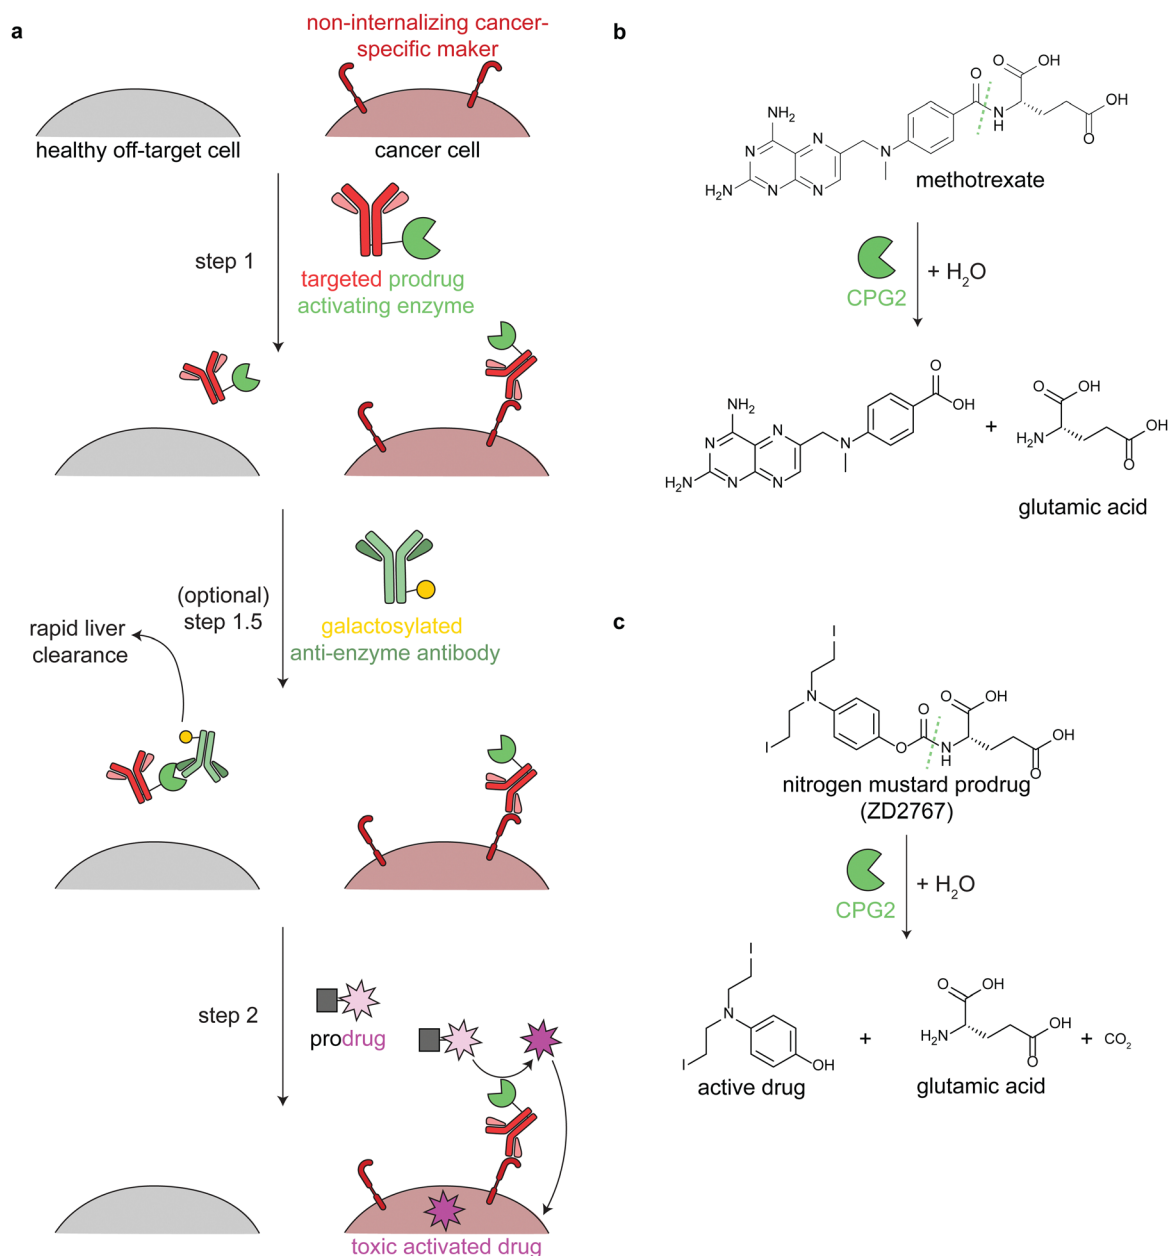 a
non-internalizing cancer-
specific maker
healthy off-target cell
cancer cell
step 1
targeted prodrug
activating enzyme
(optional)
step 1.5
galactosylated
anti-enzyme antibody
rapid liver
clearance
step 2
prodrug
toxic activated drug
b
O
OH
O
N
H
OH
O
NH2
N
N
N
N
H2N
N
methotrexate
CPG2
+ H2O
O
OH
NH2
N
N
N
N
H2N
N
+
O
OH
H2N
OH
O
glutamic acid
c
I
N
I
O
O
N
H
O
OH
OH
O
nitrogen mustard prodrug
(ZD2767)
CPG2
+ H2O
I
N
I
OH
active drug
+
O
OH
H2N
OH
O
glutamic acid
+ CO2